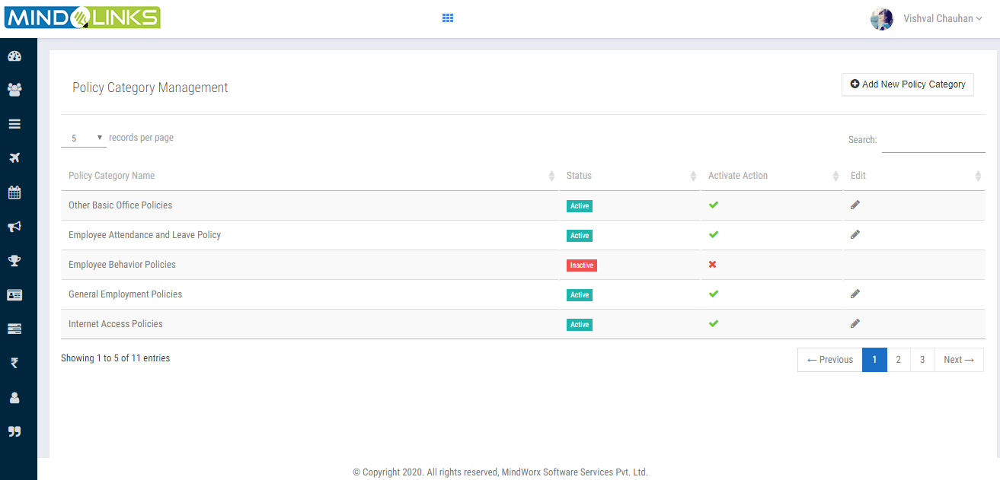 MIND LINKS
Vishval Chauhan
Policy Category Management
Add New Policy Category
5 records per page
Search:
Policy Category Name Status Activate Action Edit
Other Basic Office Policies Active
Employee Attendance and Leave Policy Active
Employee Behavior Policies Inactive
General Employment Policies Active
Internet Access Policies Active
Showing 1 to 5 of 11 entries
← Previous 1 2 3 Next →
© Copyright 2020. All rights reserved, MindWorx Software Services Pvt. Ltd.